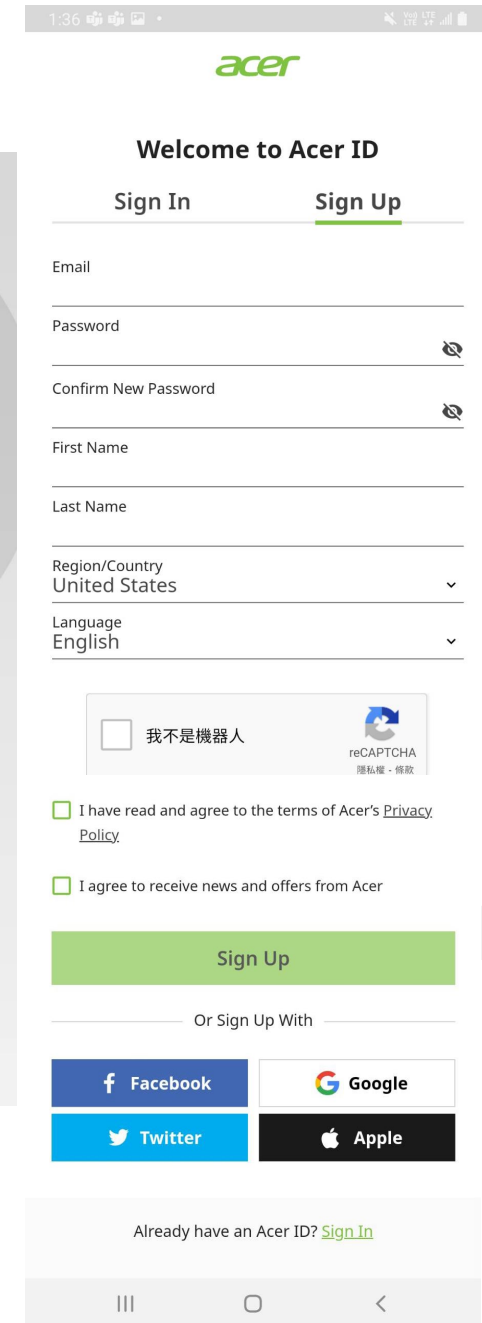 1:36
Vo) LTE
LTE
acer
Welcome to Acer ID
Sign In
Sign Up
Email
Password
Confirm New Password
First Name
Last Name
Region/Country
United States
Language
English
我不是機器人
reCAPTCHA
隱私權 - 條款
I have read and agree to the terms of Acer’s Privacy
Policy
I agree to receive news and offers from Acer
Sign Up
Or Sign Up With
Facebook
Google
Twitter
Apple
Already have an Acer ID? Sign In